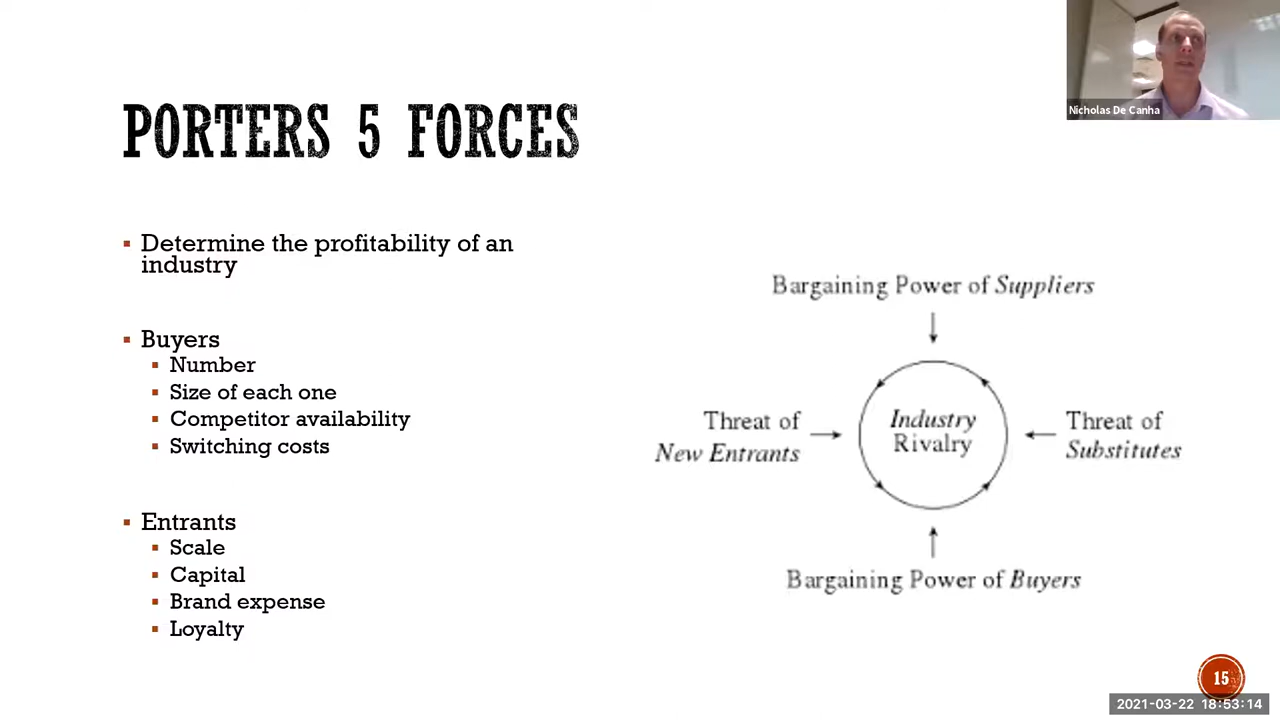 Nicholas De Canha
PORTERS 5 FORCES
Determine the profitability of an
industry
Buyers
Number
Size of each one
Competitor availability
Switching costs
Entrants
Scale
Capital
Brand expense
Loyalty
Bargaining Power of Suppliers
Threat of
New Entrants
Industry
Rivalry
Threat of
Substitutes
Bargaining Power of Buyers
15
2021-03-22 18:53:14